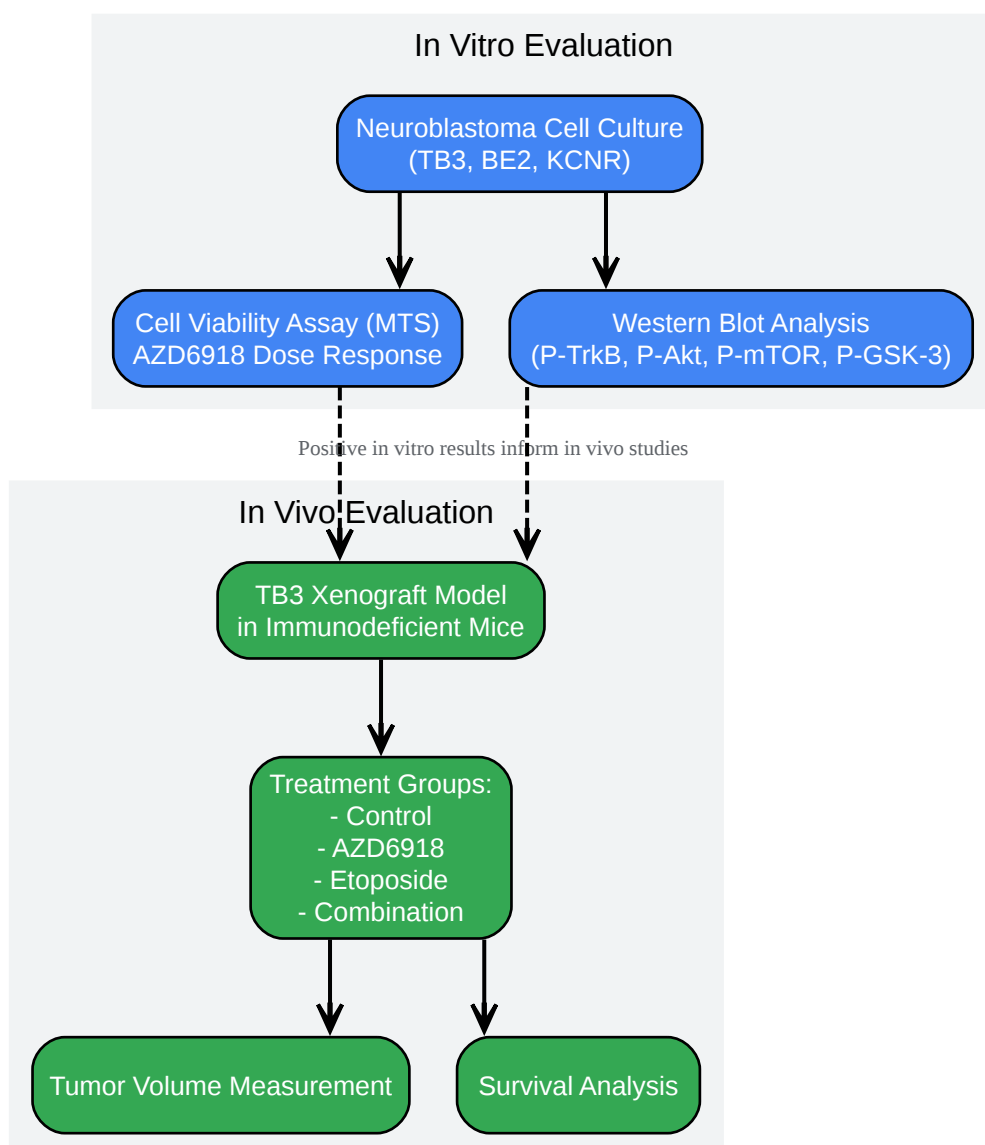 In Vitro Evaluation
Neuroblastoma Cell Culture
(TB3, BE2, KCNR)
Cell Viability Assay (MTS)
AZD6918 Dose Response
Western Blot Analysis
(P-TrkB, P-Akt, P-mTOR, P-GSK-3)
Positive in vitro results inform in vivo studies
In Vivo Evaluation
TB3 Xenograft Model
in Immunodeficient Mice
Treatment Groups:
- Control
- AZD6918
- Etoposide
- Combination
Tumor Volume Measurement
Survival Analysis